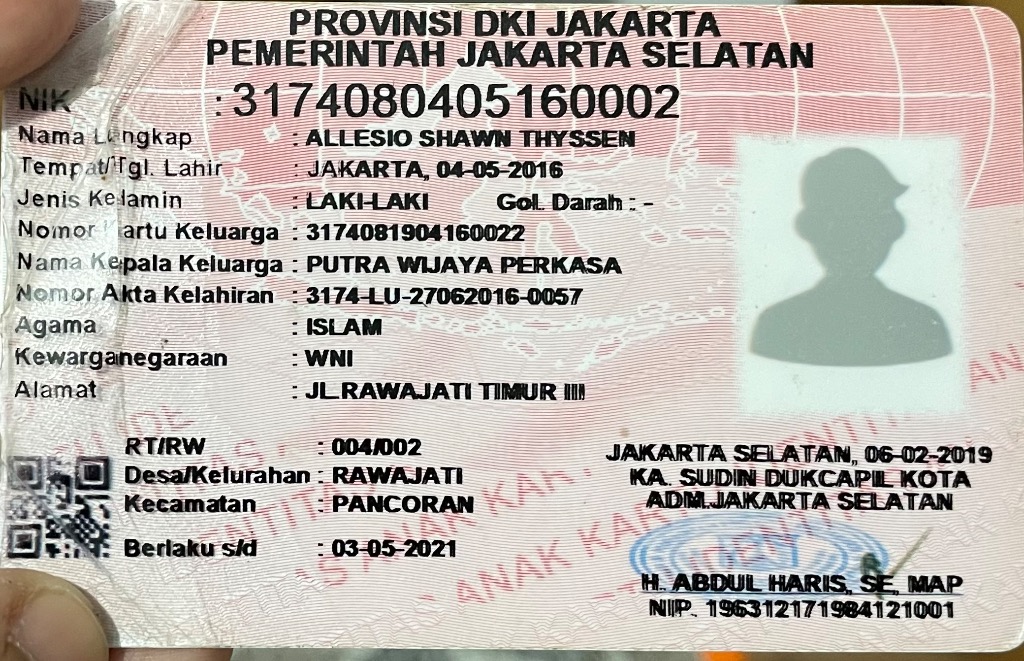 PROVINSI DKI JAKARTA
PEMERINTAH JAKARTA SELATAN
NIK : 3174080405160002
Nama Lengkap : ALLESIO SHAWN THYSSEN
Tempat/Tgl. Lahir : JAKARTA, 04-05-2016
Jenis Kelamin : LAKI-LAKI Gol. Darah : -
Nomor Kartu Keluarga : 3174081904160022
Nama Kepala Keluarga : PUTRA WIJAYA PERKASA
Nomor Akta Kelahiran : 3174-LU-27062016-0057
Agama : ISLAM
Kewarganegaraan : WNI
Alamat : JL.RAWAJATI TIMUR III
RT/RW : 004/002
Desa/Kelurahan : RAWAJATI
Kecamatan : PANCORAN
Berlaku s/d : 03-05-2021
JAKARTA SELATAN, 06-02-2019
KA. SUDIN DUKCAPIL KOTA
ADM.JAKARTA SELATAN
H. ABDUL HARIS, SE, MAP
NIP. 196312171984121001